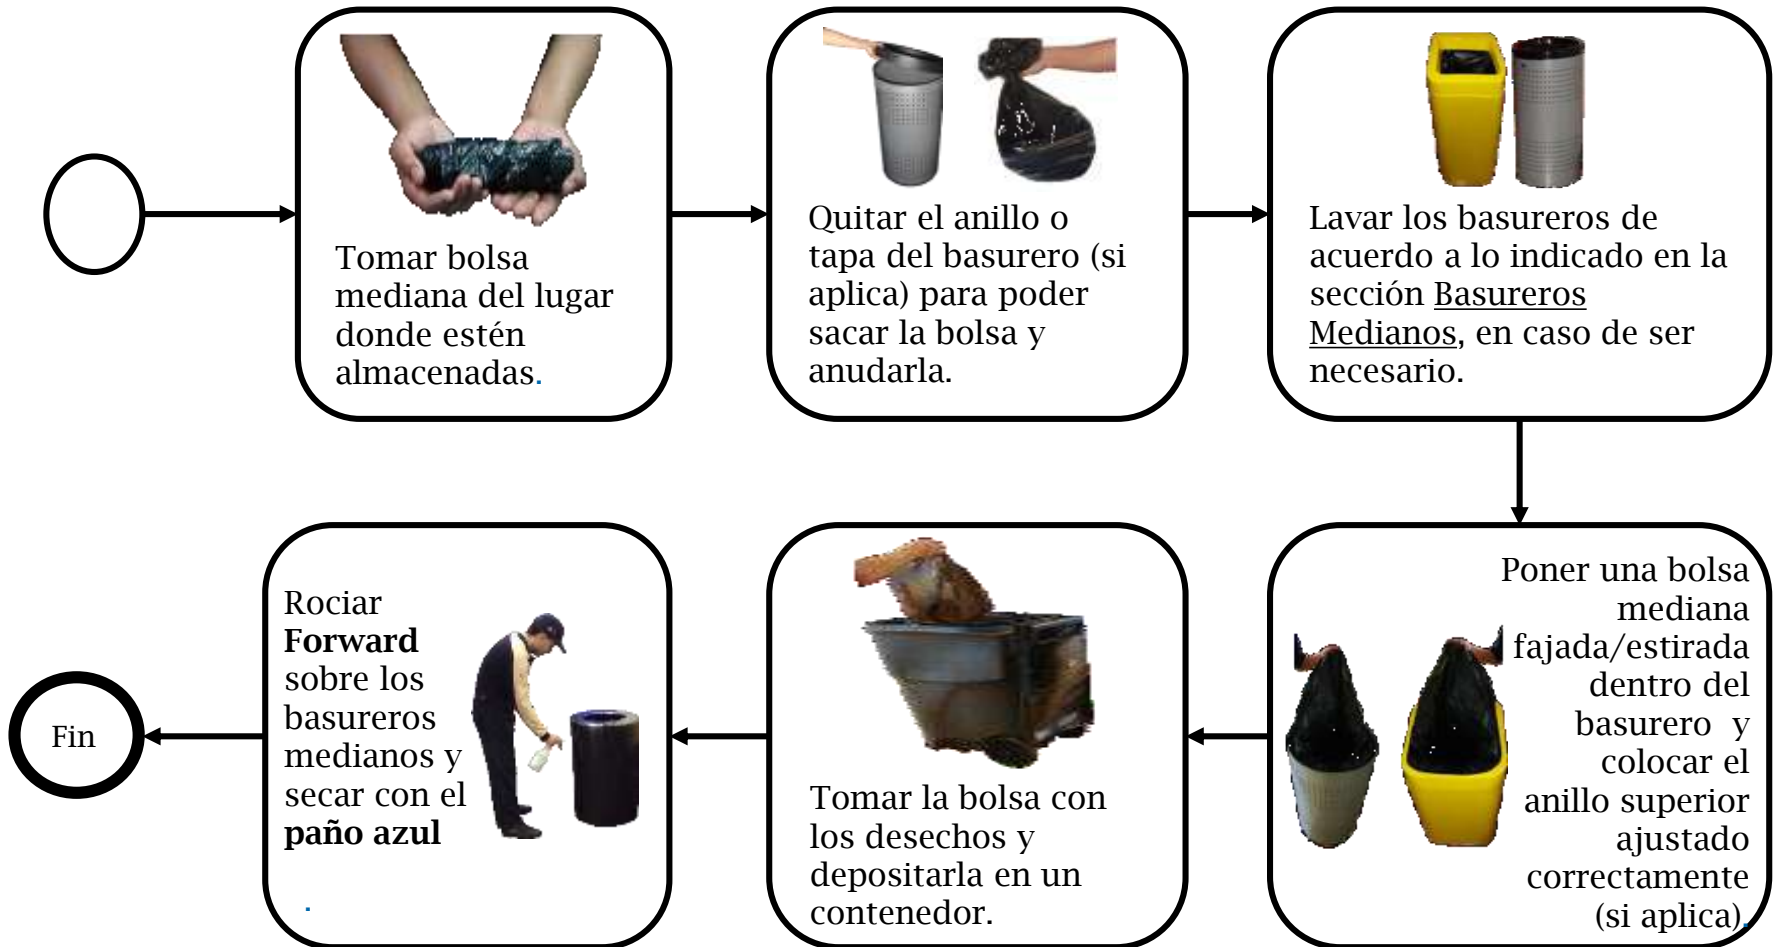 Tomar bolsa
mediana del lugar
donde estén
almacenadas.
Quitar el anillo o
tapa del basurero (si
aplica) para poder
sacar la bolsa y
anudarla.
Lavar los basureros de
acuerdo a lo indicado en la
sección Basureros
Medianos, en caso de ser
necesario.
Poner una bolsa
mediana
fajada/estirada
dentro del
basurero y
colocar el
anillo superior
ajustado
correctamente
(si aplica).
Tomar la bolsa con
los desechos y
depositarla en un
contenedor.
Rociar
Forward
sobre los
basureros
medianos y
secar con el
paño azul
.
Fin